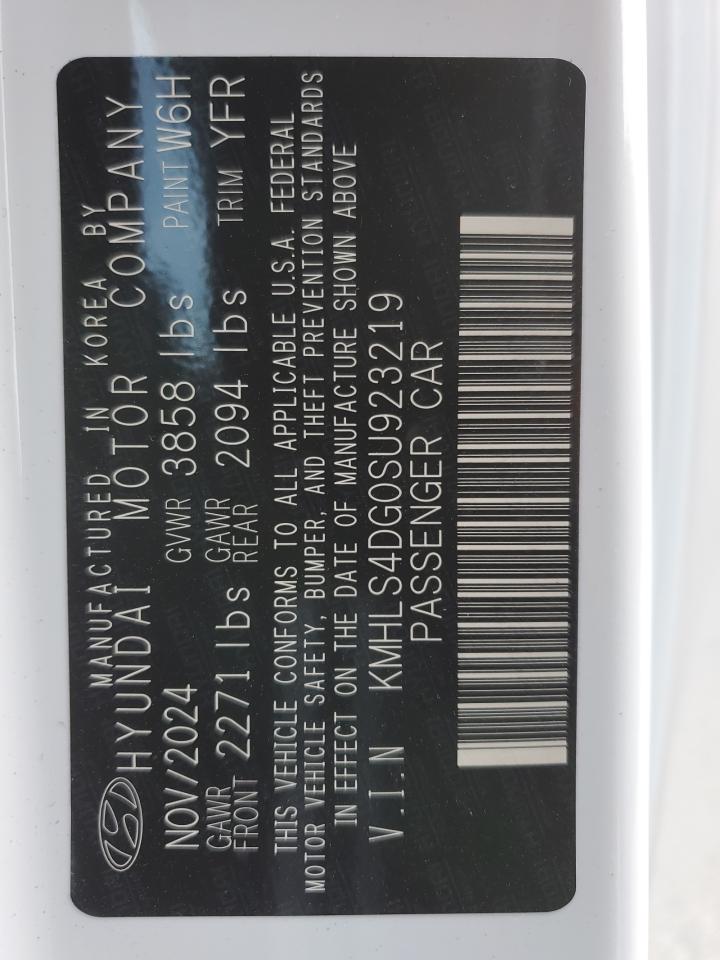 MANUFACTURED IN KOREA BY
HYUNDAI MOTOR COMPANY
NOV/2024 GVWR 3858 lbs PAINT W6H
GAWR FRONT 2271 lbs GAWR REAR 2094 lbs TRIM YFR
THIS VEHICLE CONFORMS TO ALL APPLICABLE U.S.A. FEDERAL
MOTOR VEHICLE SAFETY, BUMPER, AND THEFT PREVENTION STANDARDS
IN EFFECT ON THE DATE OF MANUFACTURE SHOWN ABOVE
V.I.N KMHLS4DG0SU923219
PASSENGER CAR